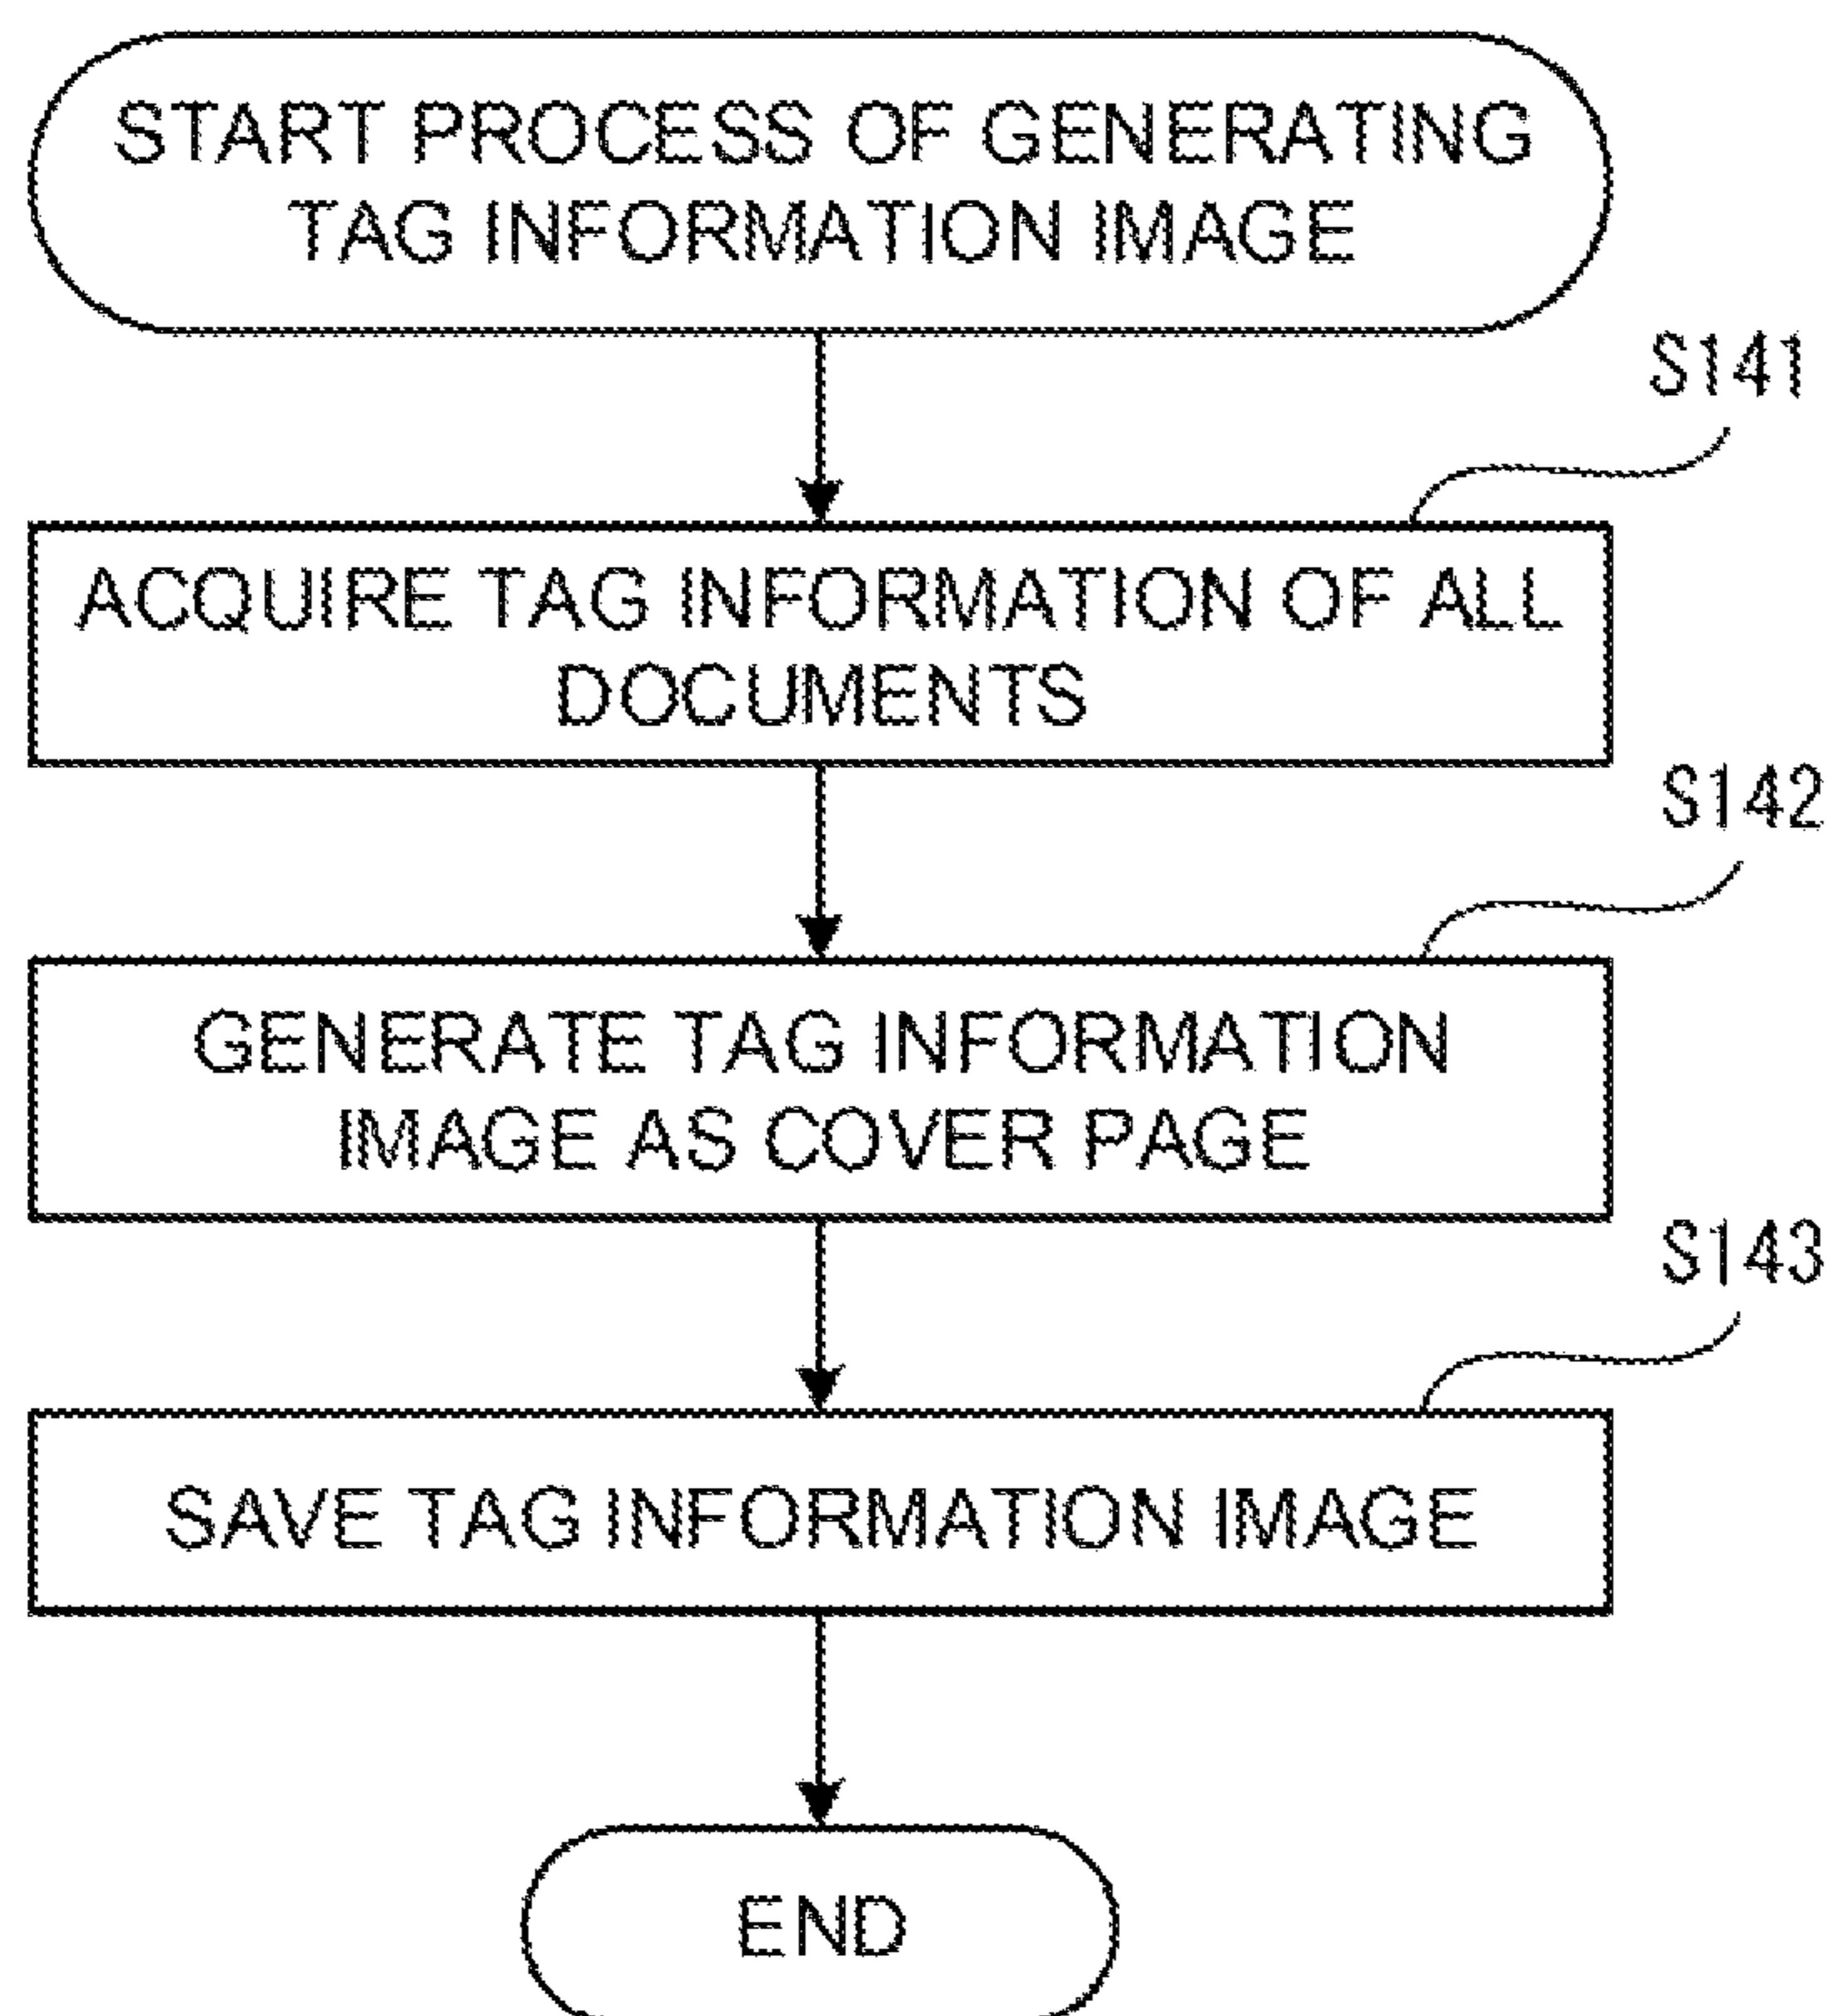 START PROCESS OF GENERATING
TAG INFORMATION IMAGE
S141
ACQUIRE TAG INFORMATION OF ALL
DOCUMENTS
S142
GENERATE TAG INFORMATION
IMAGE AS COVER PAGE
S143
SAVE TAG INFORMATION IMAGE
END